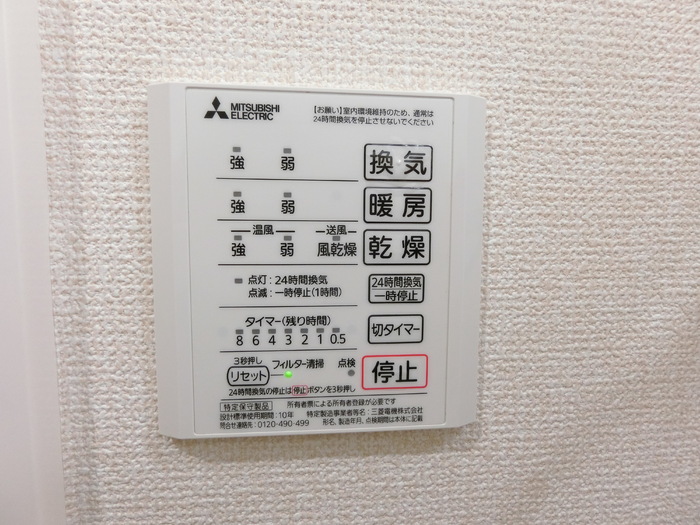 MITSUBISHI
ELECTRIC
【お願い】室内環境維持のため、通常は
24時間換気を停止させないでください
強 弱 換気
強 弱 暖房
温風 送風
強 弱 風乾燥 乾燥
点灯:24時間換気
点滅:一時停止(1時間)
24時間換気
一時停止
タイマー(残り時間)
8 6 4 3 2 1 0.5
切タイマー
3秒押し
リセット フィルター清掃 点検
停止
24時間換気の停止は停止ボタンを3秒押し
特定保守製品 所有者票による所有者登録が必要です
設計標準使用期間:10年 特定製造事業者等名:三菱電機株式会社
問合せ連絡先:0120-490-499 形名、製造年月、点検期間は本体に記載